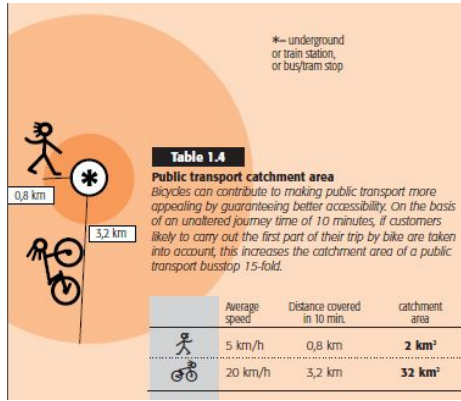 *– underground
or train station,
or bus/tram stop
0,8 km
3,2 km
Table 1.4
Public transport catchment area
Bicycles can contribute to making public transport more
appealing by guaranteeing better accessibility. On the basis
of an unaltered journey time of 10 minutes, if customers
likely to carry out the first part of their trip by bike are taken
into account, this increases the catchment area of a public
transport busstop 15-fold.
Average speed Distance covered in 10 min. catchment area
5 km/h 0,8 km 2 km²
20 km/h 3,2 km 32 km²